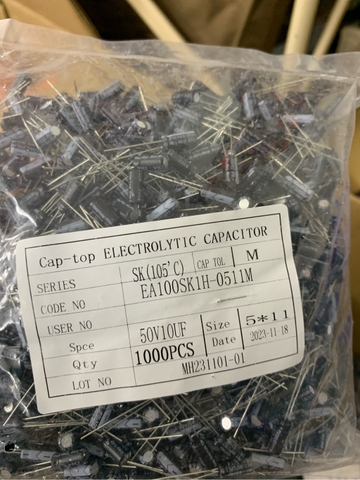 Cap-top ELECTROLYTIC CAPACITOR
SERIES SK(105°C) CAP TOL M
CODE NO EA100SK1H-0511M
USER NO
Spce 50V10UF Size 5*11
Qty 1000PCS Date 2023-11-18
LOT NO MH231101-01